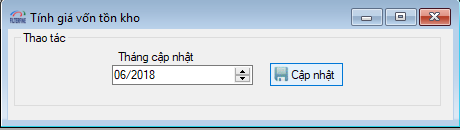 Tính giá vốn tồn kho
Thao tác
Tháng cập nhật
06/2018
Cập nhật